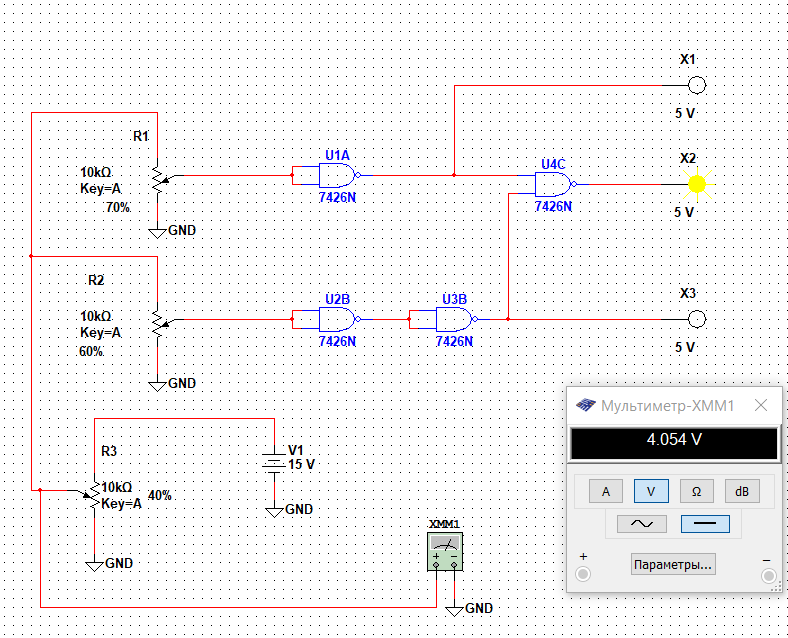 X1
5 V
R1
10kΩ
Key=A
70%
GND
U1A
7426N
U4C
7426N
X2
5 V
R2
10kΩ
Key=A
60%
GND
U2B
7426N
U3B
7426N
X3
5 V
R3
10kΩ
Key=A
40%
GND
V1
15 V
GND
XMM1
+ −
GND
Мультиметр-XMM1
4.054 V
A V Ω dB
+ −
Параметры...